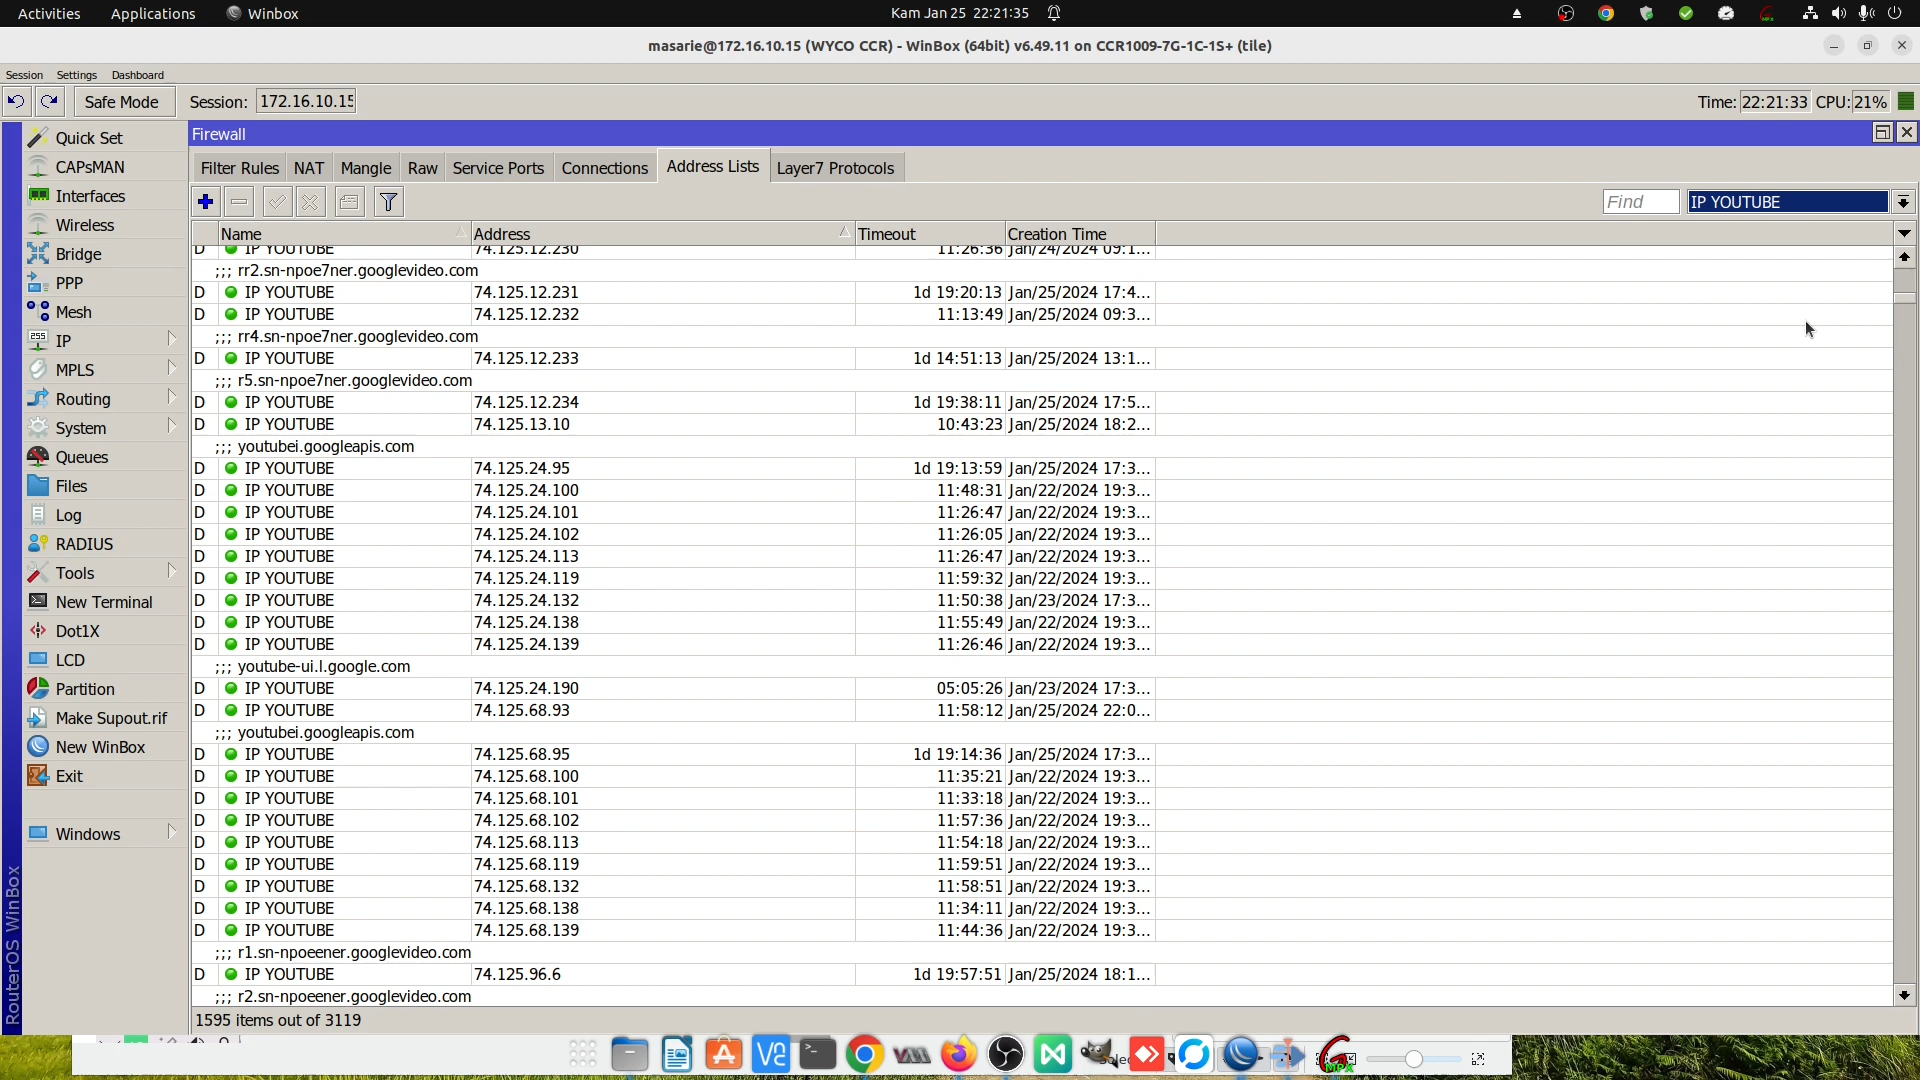 Activities Applications Winbox Kam Jan 25 22:21:35
masarie@172.16.10.15 (WYCO CCR) - WinBox (64bit) v6.49.11 on CCR1009-7G-1C-1S+ (tile)
Session Settings Dashboard
Safe Mode Session: 172.16.10.15 Time: 22:21:33 CPU: 21%
Quick Set
CAPsMAN
Interfaces
Wireless
Bridge
PPP
Mesh
IP
MPLS
Routing
System
Queues
Files
Log
RADIUS
Tools
New Terminal
Dot1X
LCD
Partition
Make Supout.rif
New WinBox
Exit
Windows
RouterOS WinBox
Firewall
Filter Rules NAT Mangle Raw Service Ports Connections Address Lists Layer7 Protocols
Find IP YOUTUBE
Name Address Timeout Creation Time
D IP YOUTUBE 74.125.12.230 11:26:36 Jan/24/2024 09:1...
;;; rr2.sn-npoe7ner.googlevideo.com
D IP YOUTUBE 74.125.12.231 1d 19:20:13 Jan/25/2024 17:4...
D IP YOUTUBE 74.125.12.232 11:13:49 Jan/25/2024 09:3...
;;; rr4.sn-npoe7ner.googlevideo.com
D IP YOUTUBE 74.125.12.233 1d 14:51:13 Jan/25/2024 13:1...
;;; r5.sn-npoe7ner.googlevideo.com
D IP YOUTUBE 74.125.12.234 1d 19:38:11 Jan/25/2024 17:5...
D IP YOUTUBE 74.125.13.10 10:43:23 Jan/25/2024 18:2...
;;; youtubei.googleapis.com
D IP YOUTUBE 74.125.24.95 1d 19:13:59 Jan/25/2024 17:3...
D IP YOUTUBE 74.125.24.100 11:48:31 Jan/22/2024 19:3...
D IP YOUTUBE 74.125.24.101 11:26:47 Jan/22/2024 19:3...
D IP YOUTUBE 74.125.24.102 11:26:05 Jan/22/2024 19:3...
D IP YOUTUBE 74.125.24.113 11:26:47 Jan/22/2024 19:3...
D IP YOUTUBE 74.125.24.119 11:59:32 Jan/22/2024 19:3...
D IP YOUTUBE 74.125.24.132 11:50:38 Jan/23/2024 17:3...
D IP YOUTUBE 74.125.24.138 11:55:49 Jan/22/2024 19:3...
D IP YOUTUBE 74.125.24.139 11:26:46 Jan/22/2024 19:3...
;;; youtube-ui.l.google.com
D IP YOUTUBE 74.125.24.190 05:05:26 Jan/23/2024 17:3...
D IP YOUTUBE 74.125.68.93 11:58:12 Jan/25/2024 22:0...
;;; youtubei.googleapis.com
D IP YOUTUBE 74.125.68.95 1d 19:14:36 Jan/25/2024 17:3...
D IP YOUTUBE 74.125.68.100 11:35:21 Jan/22/2024 19:3...
D IP YOUTUBE 74.125.68.101 11:33:18 Jan/22/2024 19:3...
D IP YOUTUBE 74.125.68.102 11:57:36 Jan/22/2024 19:3...
D IP YOUTUBE 74.125.68.113 11:54:18 Jan/22/2024 19:3...
D IP YOUTUBE 74.125.68.119 11:59:51 Jan/22/2024 19:3...
D IP YOUTUBE 74.125.68.132 11:58:51 Jan/22/2024 19:3...
D IP YOUTUBE 74.125.68.138 11:34:11 Jan/22/2024 19:3...
D IP YOUTUBE 74.125.68.139 11:44:36 Jan/22/2024 19:3...
;;; r1.sn-npoeener.googlevideo.com
D IP YOUTUBE 74.125.96.6 1d 19:57:51 Jan/25/2024 18:1...
;;; r2.sn-npoeener.googlevideo.com
1595 items out of 3119